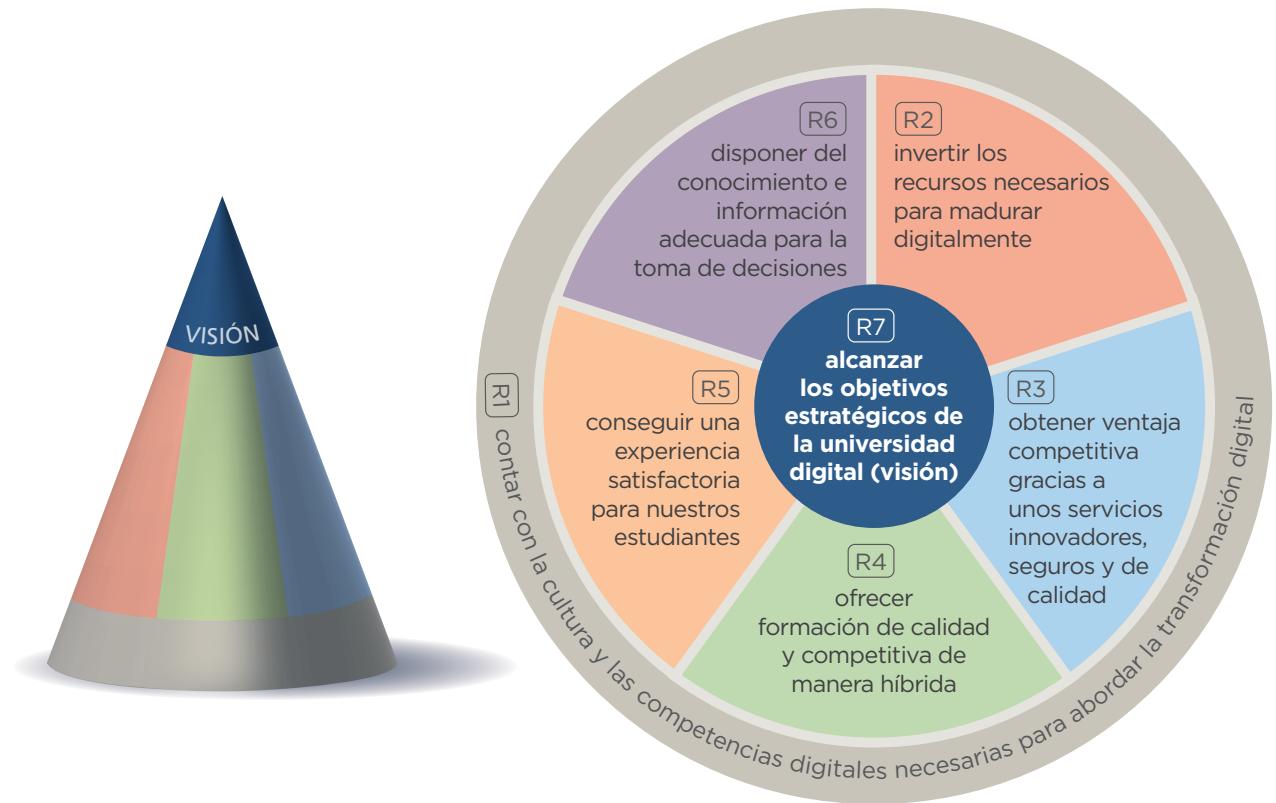 VISIÓN
R1 contar con la cultura y las competencias digitales necesarias para abordar la transformación digital
R2
invertir los
recursos necesarios
para madurar
digitalmente
R3
obtener ventaja
competitiva
gracias a
unos servicios
innovadores,
seguros y de
calidad
R4
ofrecer
formación de calidad
y competitiva de
manera híbrida
R5
conseguir una
experiencia
satisfactoria
para nuestros
estudiantes
R6
disponer del
conocimiento e
información
adecuada para la
toma de decisiones
R7
alcanzar
los objetivos
estratégicos de
la universidad
digital (visión)